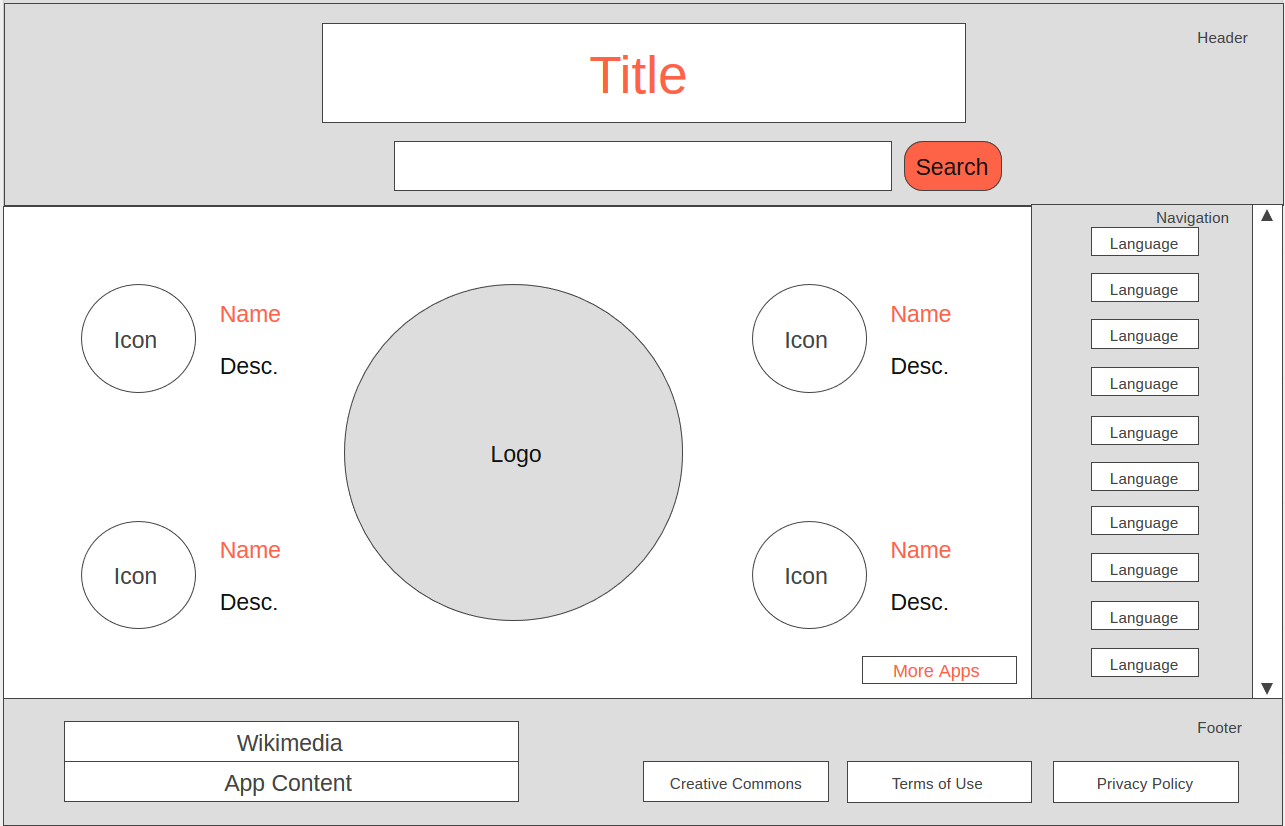 Header
Title
Search
Navigation
Language
Language
Language
Language
Language
Language
Language
Language
Language
Language
Icon
Name
Desc.
Icon
Name
Desc.
Logo
Icon
Name
Desc.
Icon
Name
Desc.
More Apps
Footer
Wikimedia
App Content
Creative Commons
Terms of Use
Privacy Policy